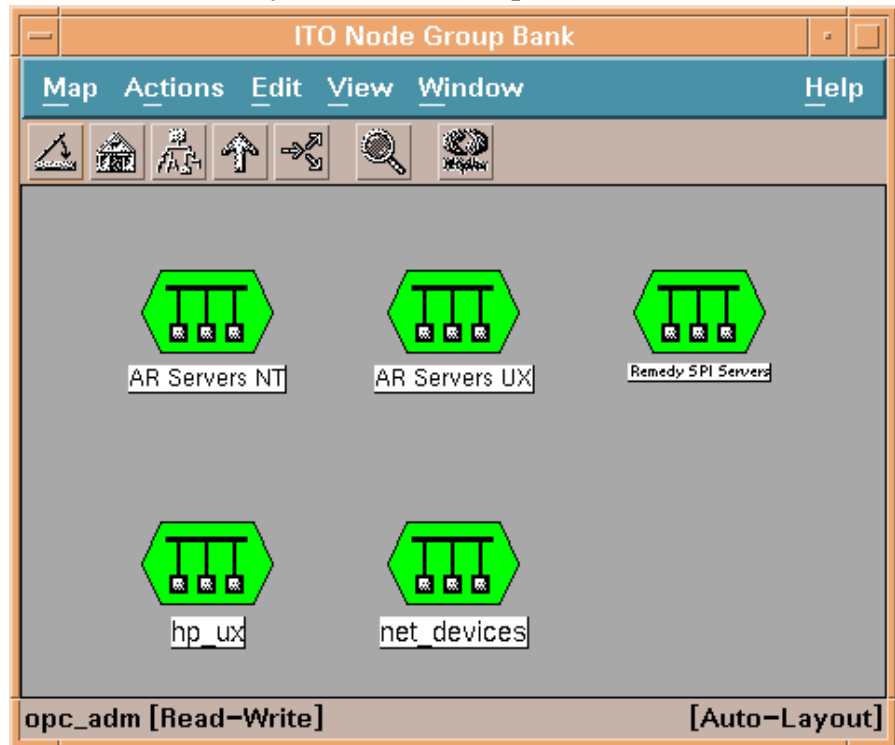 ITO Node Group Bank
Map Actions Edit View Window Help
AR Servers NT
AR Servers UX
Remedy SPI Servers
hp_ux
net_devices
opc_adm [Read-Write] [Auto-Layout]